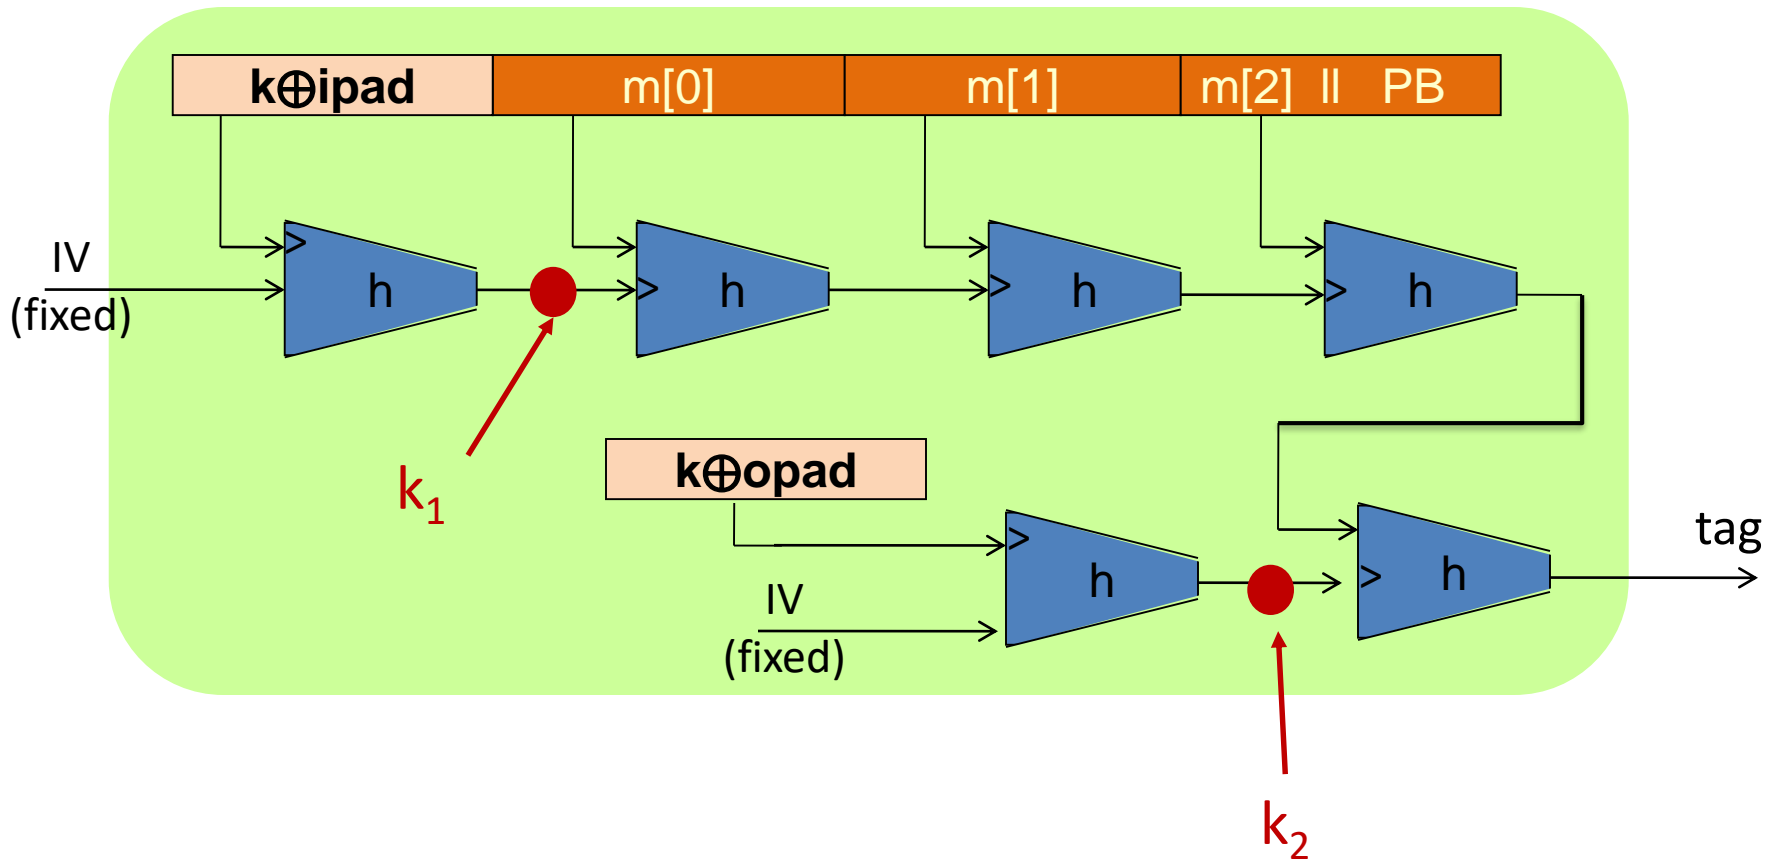 k⊕ipad m[0] m[1] m[2] ll PB
IV
(fixed)
> h > h > h > h
k₁
k⊕opad
> h
IV
(fixed)
> h
tag
k₂